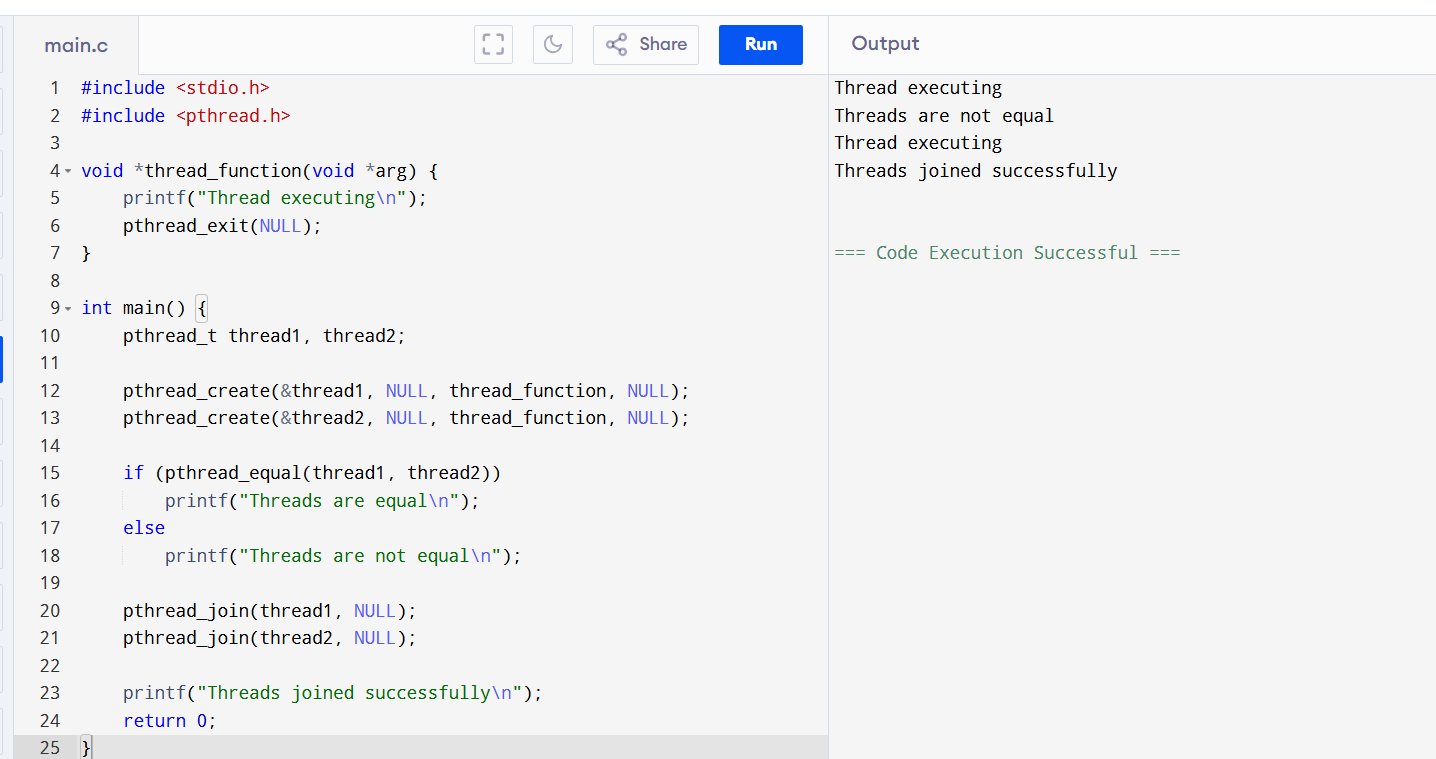 main.c
Share
Run
Output
1 #include <stdio.h>
2 #include <pthread.h>
3
4 void *thread_function(void *arg) {
5     printf("Thread executing\n");
6     pthread_exit(NULL);
7 }
8
9 int main() {
10     pthread_t thread1, thread2;
11
12     pthread_create(&thread1, NULL, thread_function, NULL);
13     pthread_create(&thread2, NULL, thread_function, NULL);
14
15     if (pthread_equal(thread1, thread2))
16         printf("Threads are equal\n");
17     else
18         printf("Threads are not equal\n");
19
20     pthread_join(thread1, NULL);
21     pthread_join(thread2, NULL);
22
23     printf("Threads joined successfully\n");
24     return 0;
25 }
Thread executing
Threads are not equal
Thread executing
Threads joined successfully
=== Code Execution Successful ===